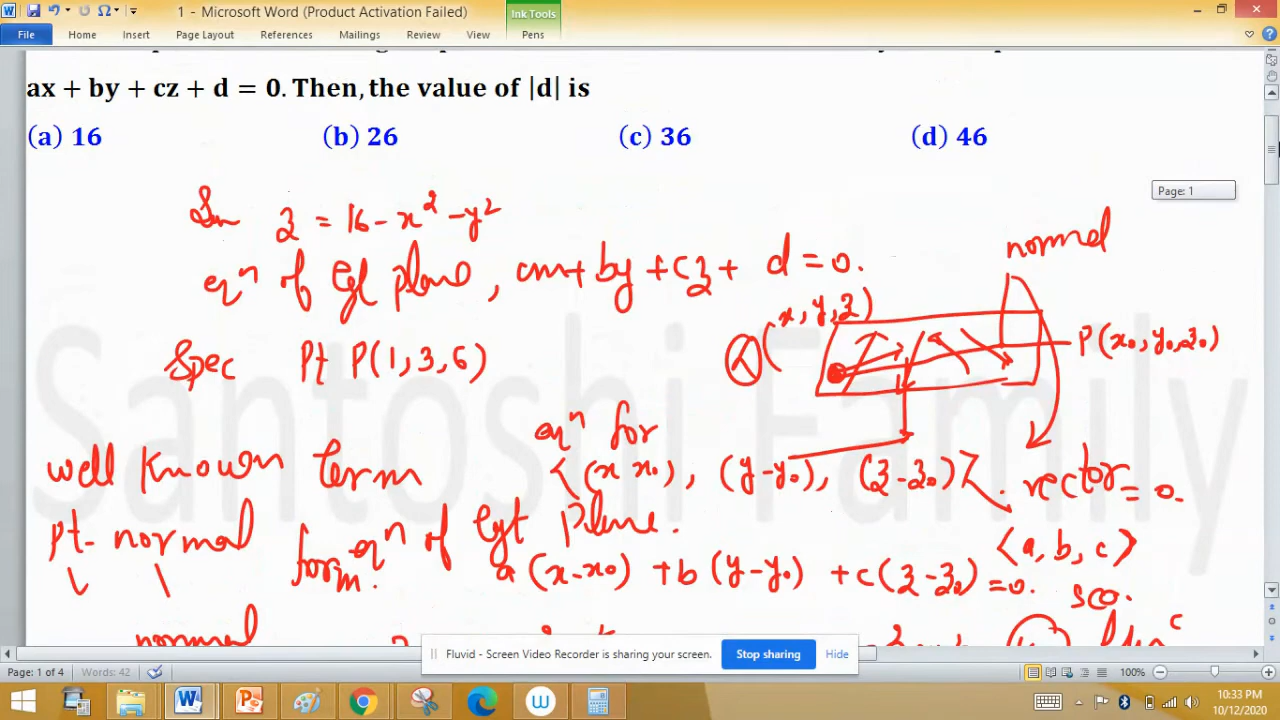 1 - Microsoft Word (Product Activation Failed)
Ink Tools
File Home Insert Page Layout References Mailings Review View Pens
ax + by + cz + d = 0. Then, the value of |d| is
(a) 16 (b) 26 (c) 36 (d) 46
Page: 1
Sn z = 16 - x² - y²
normal
eqⁿ of tgt plane, ax + by + cz + d = 0.
(x, y, z)
P(x₀, y₀, z₀)
Spec Pt P(1, 3, 6)
eqⁿ for
well known term
<(x x₀), (y-y₀), (z-z₀)> . vector = 0.
pt- normal form eqⁿ of tgt plane.
<a, b, c>
a(x-x₀) + b(y-y₀) + c(z-z₀) = 0.
normal
Santoshi Family
Fluvid - Screen Video Recorder is sharing your screen. Stop sharing Hide
Page: 1 of 4 Words: 42 100%
10:33 PM
10/12/2020